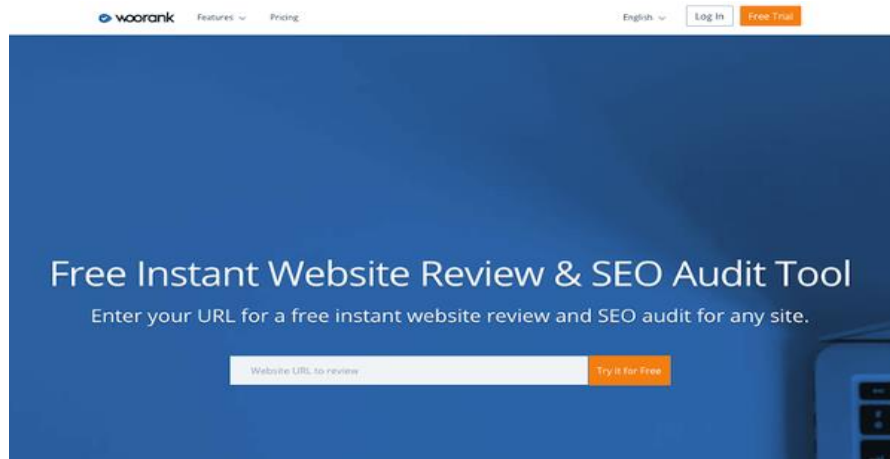 woorank Features Pricing English Log In Free Trial
Free Instant Website Review & SEO Audit Tool
Enter your URL for a free instant website review and SEO audit for any site.
Website URL to review Try it for Free